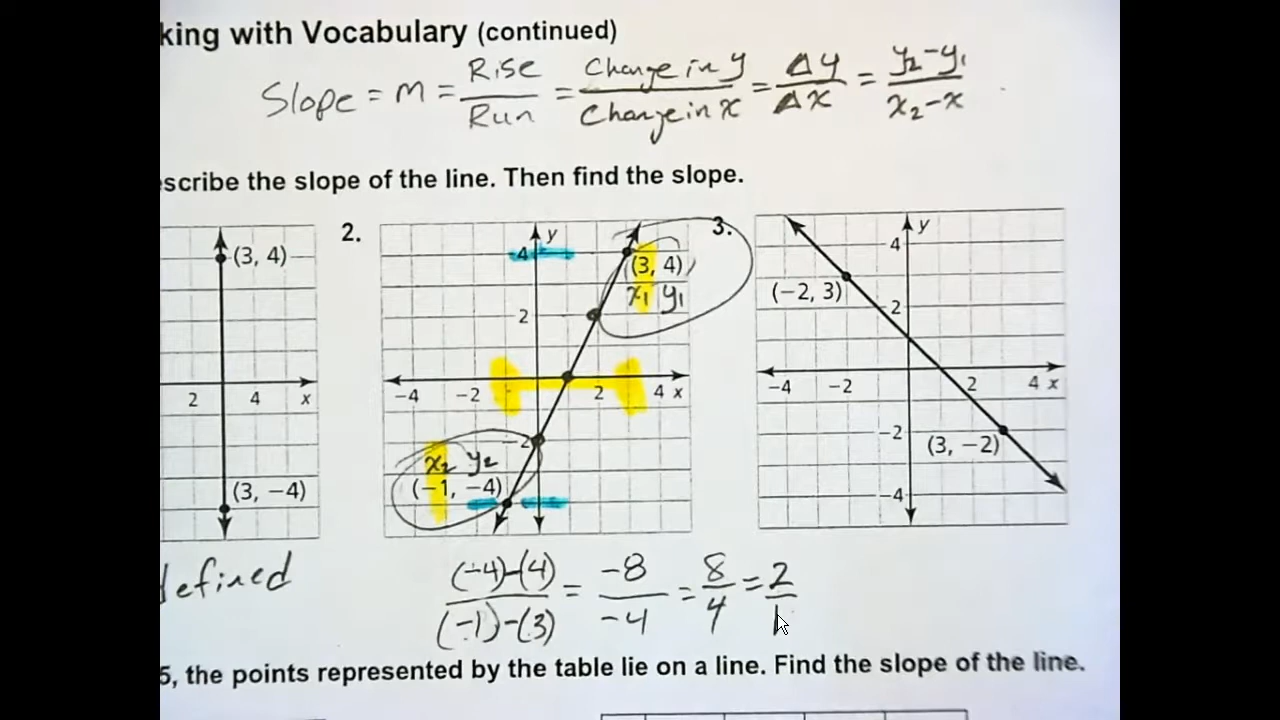 king with Vocabulary (continued)
Slope = m = Rise/Run = Change in y/Change in x = Δy/Δx = y₂-y₁/x₂-x
scribe the slope of the line. Then find the slope.
2.
3.
(3, 4)
2 4 x
(3, −4)
defined
y
4
(3, 4)
x₁ y₁
2
−4 −2 2 4 x
−2
x₂ y₂
(−1, −4)
y
4
(−2, 3)
2
−4 −2 2 4 x
−2
(3, −2)
−4
(-4)-(4)/(-1)-(3) = -8/-4 = 8/4 = 2/1
5, the points represented by the table lie on a line. Find the slope of the line.